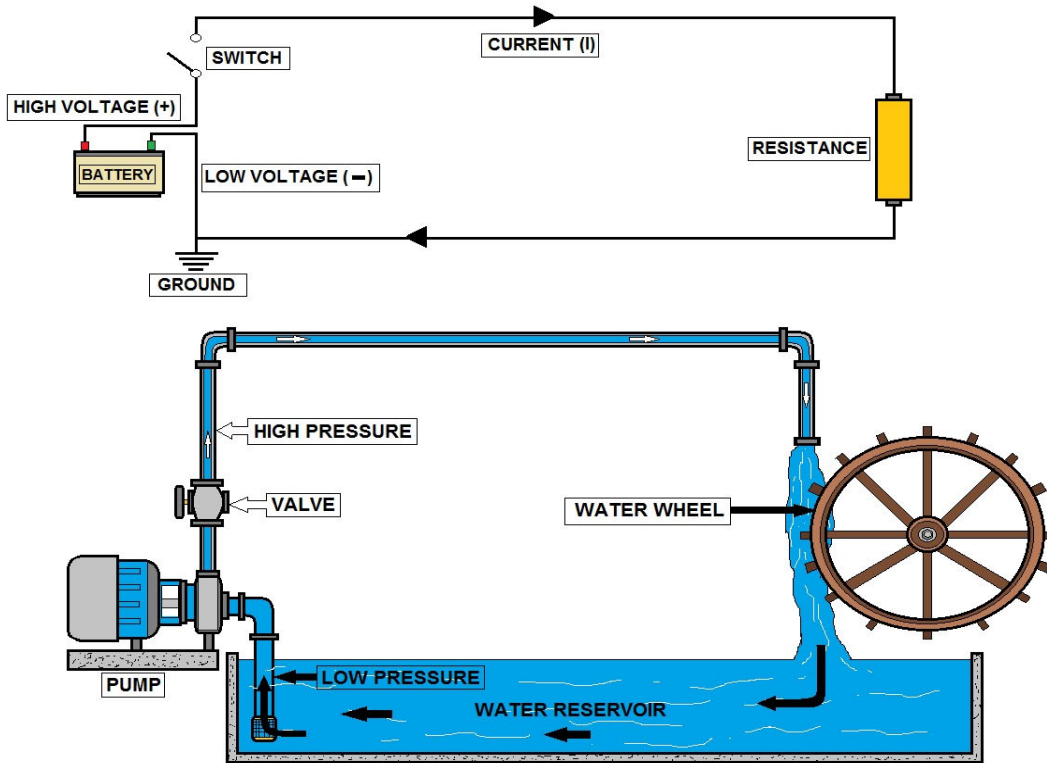 CURRENT (I)
SWITCH
HIGH VOLTAGE (+)
BATTERY
LOW VOLTAGE (-)
RESISTANCE
GROUND
HIGH PRESSURE
VALVE
WATER WHEEL
PUMP
LOW PRESSURE
WATER RESERVOIR